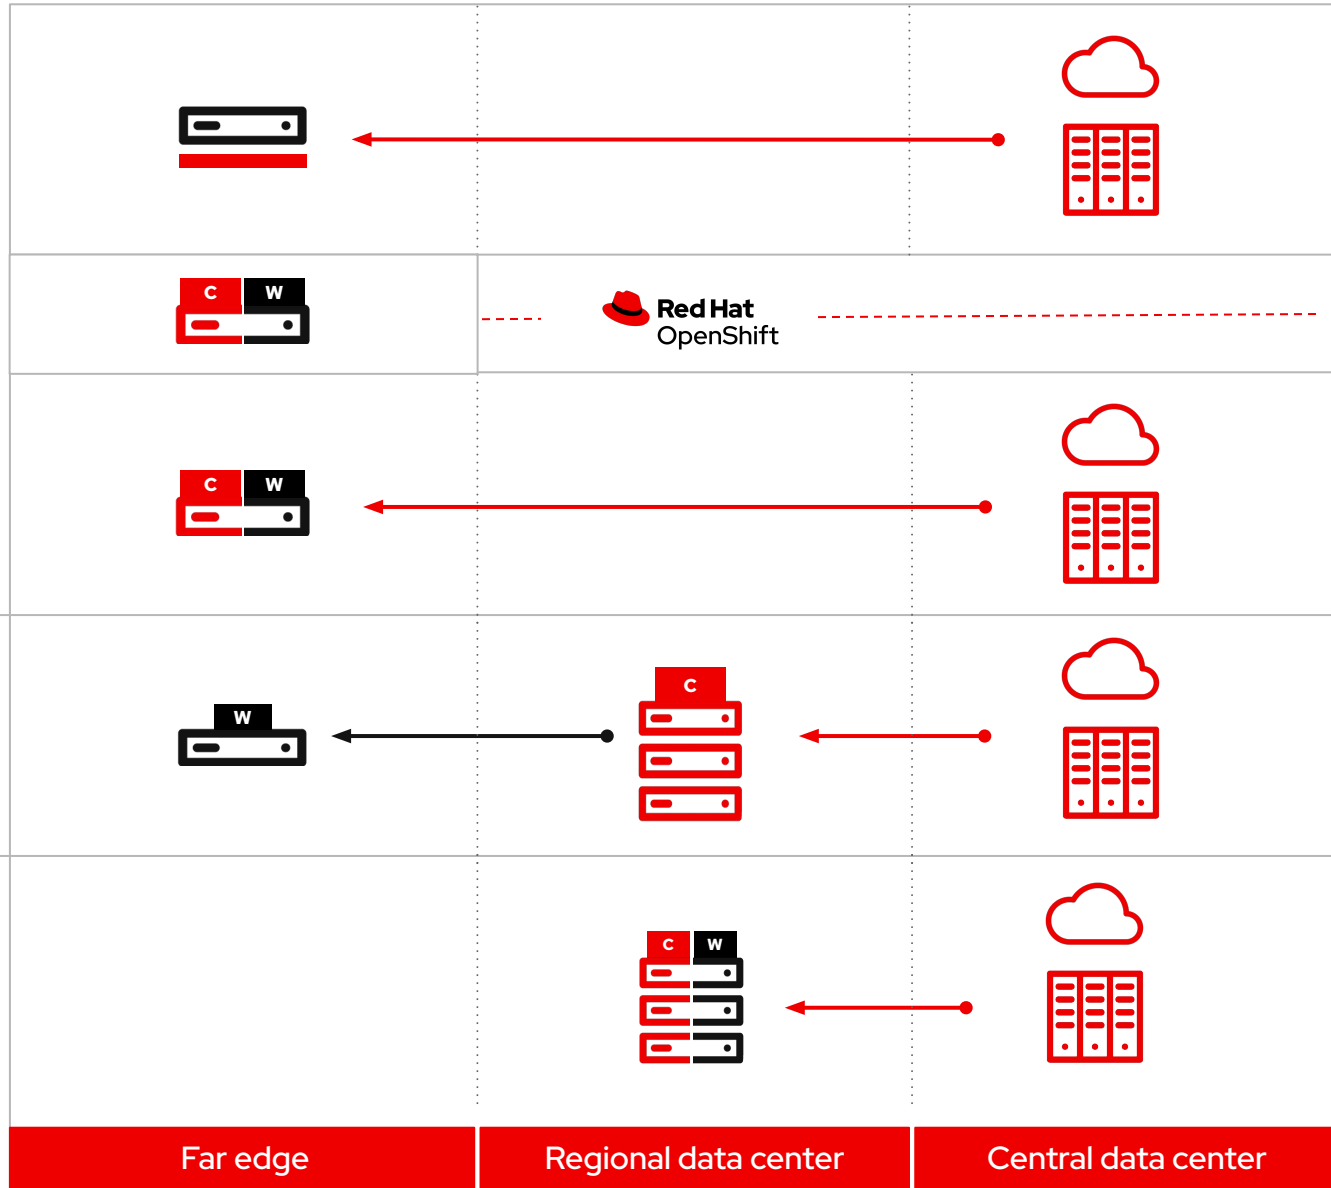 C W
Red Hat
OpenShift
C W
C
W
C W
Far edge
Regional data center
Central data center